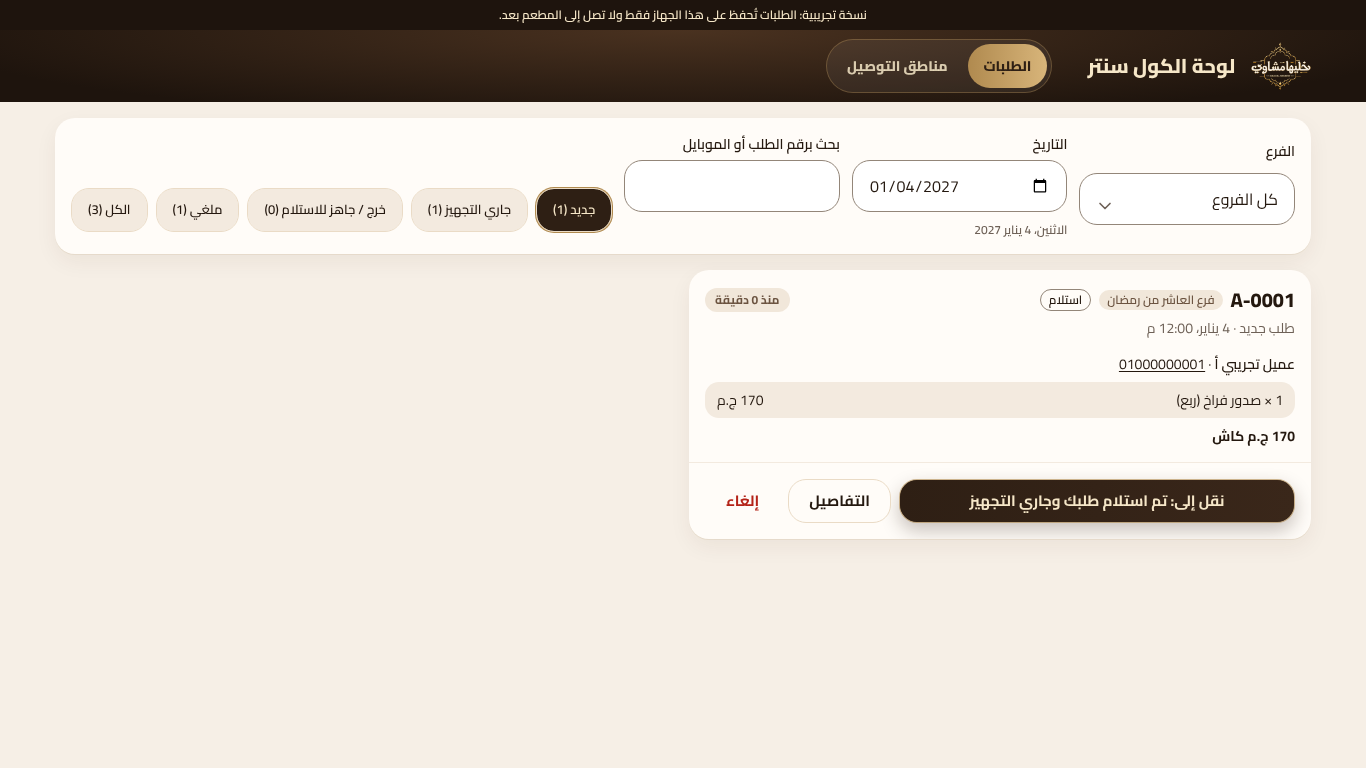 نسخة تجريبية: الطلبات تُحفظ على هذا الجهاز فقط ولا تصل إلى المطعم بعد.
خليها مشاوي
لوحة الكول سنتر
الطلبات
مناطق التوصيل
الفرع
كل الفروع
التاريخ
01/04/2027
الاثنين، 4 يناير 2027
بحث برقم الطلب أو الموبايل
جديد (1)
جاري التجهيز (1)
خرج / جاهز للاستلام (0)
ملغي (1)
الكل (3)
A-0001
فرع العاشر من رمضان
استلام
منذ 0 دقيقة
طلب جديد · 4 يناير، 12:00 م
عميل تجريبي أ · 01000000001
1 × صدور فراخ (ربع)
170 ج.م
170 ج.م كاش
نقل إلى: تم استلام طلبك وجاري التجهيز
التفاصيل
إلغاء